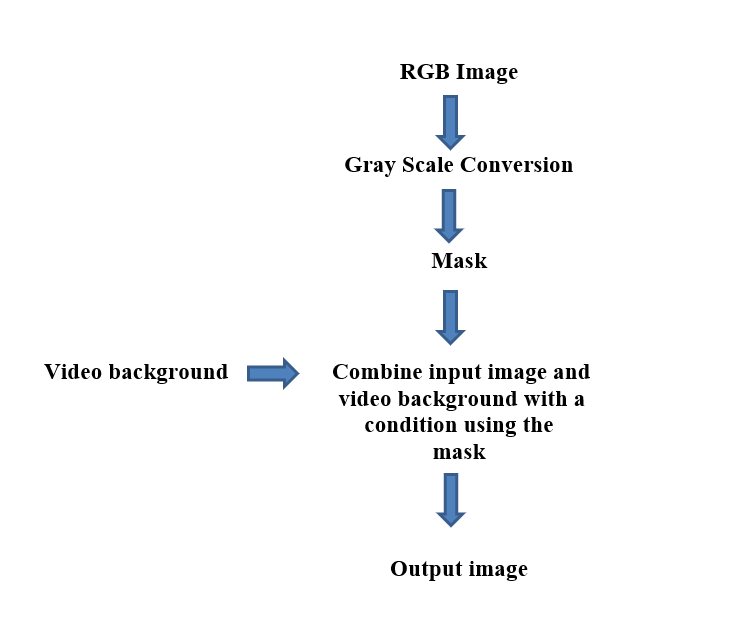 RGB Image
Gray Scale Conversion
Mask
Video background
Combine input image and
video background with a
condition using the
mask
Output image